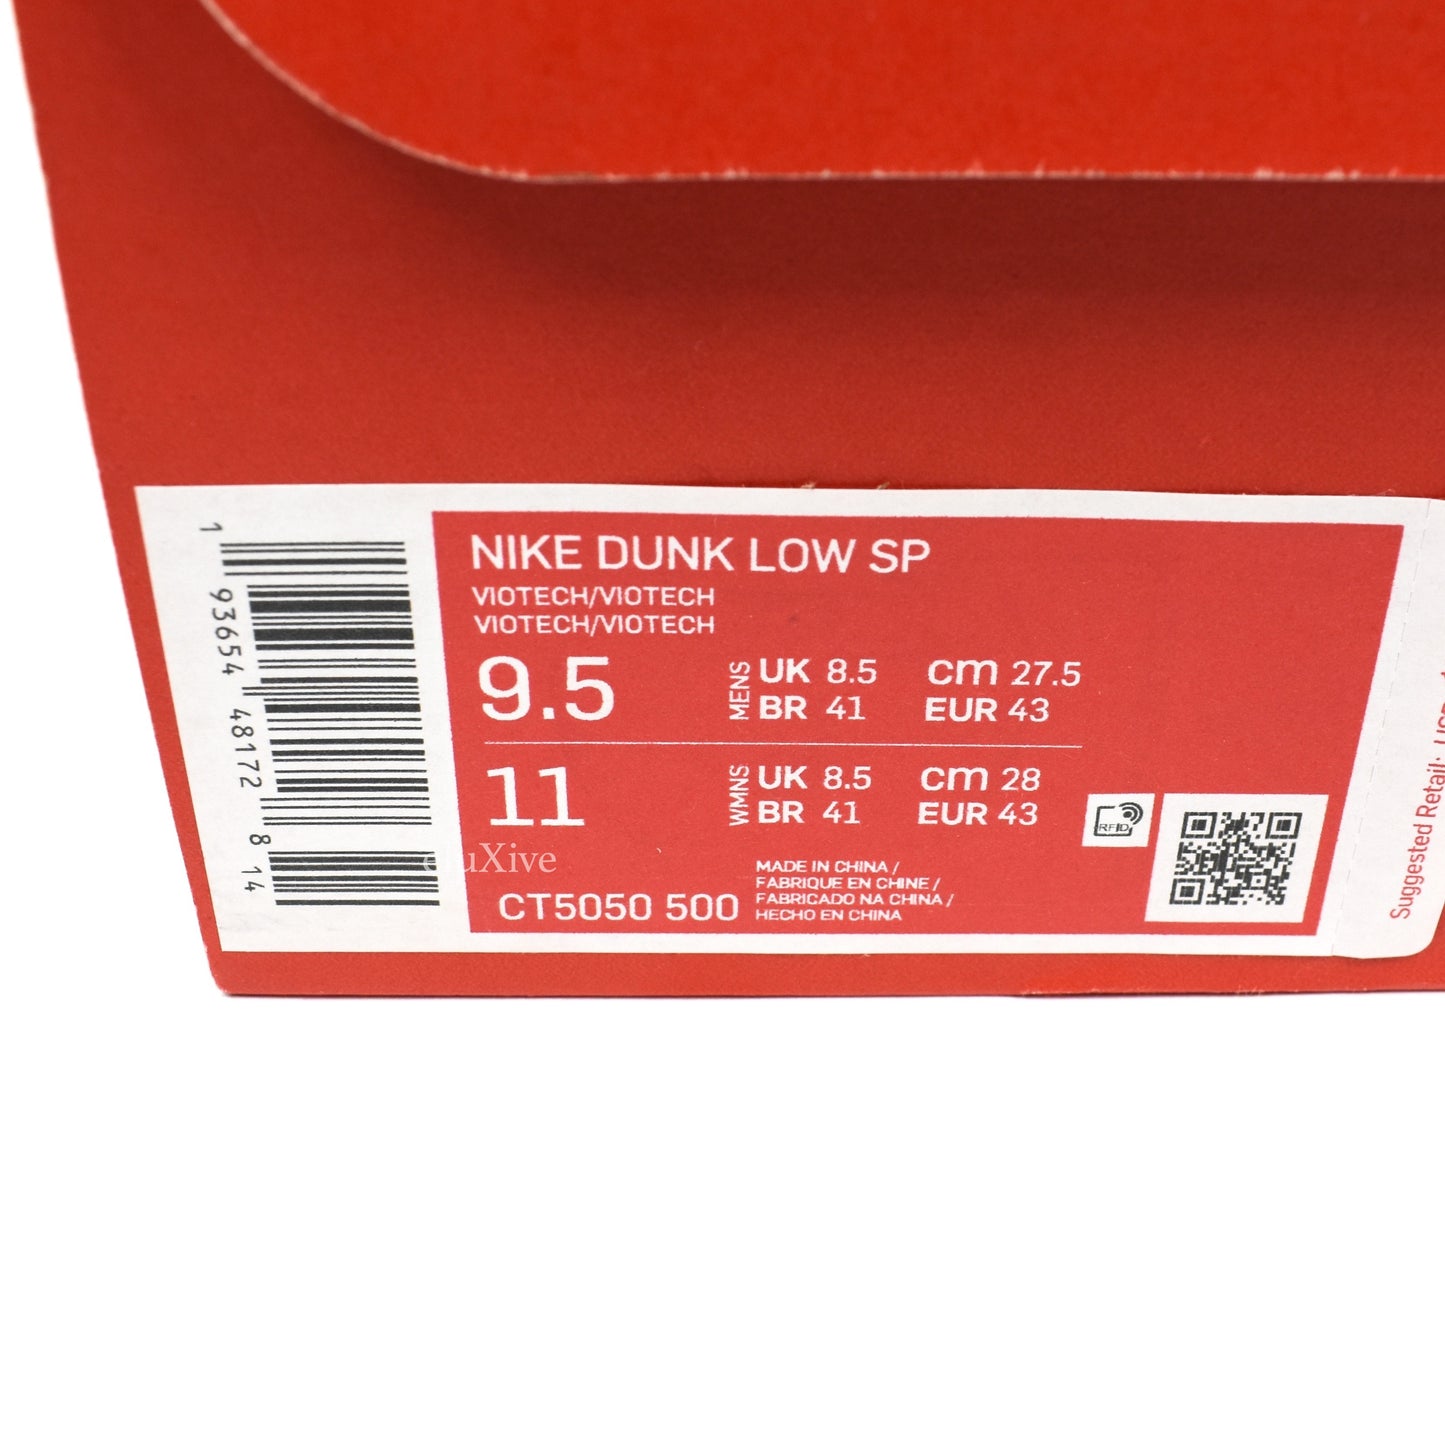 NIKE DUNK LOW SP
VIOTECH/VIOTECH
VIOTECH/VIOTECH
9.5
MENS
UK 8.5 cm 27.5
BR 41 EUR 43
11
WMNS
UK 8.5 cm 28
BR 41 EUR 43
CT5050 500
MADE IN CHINA /
FABRIQUE EN CHINE /
FABRICADO NA CHINA /
HECHO EN CHINA
RFID
1 93654 48172 8 14
Suggested Retail: